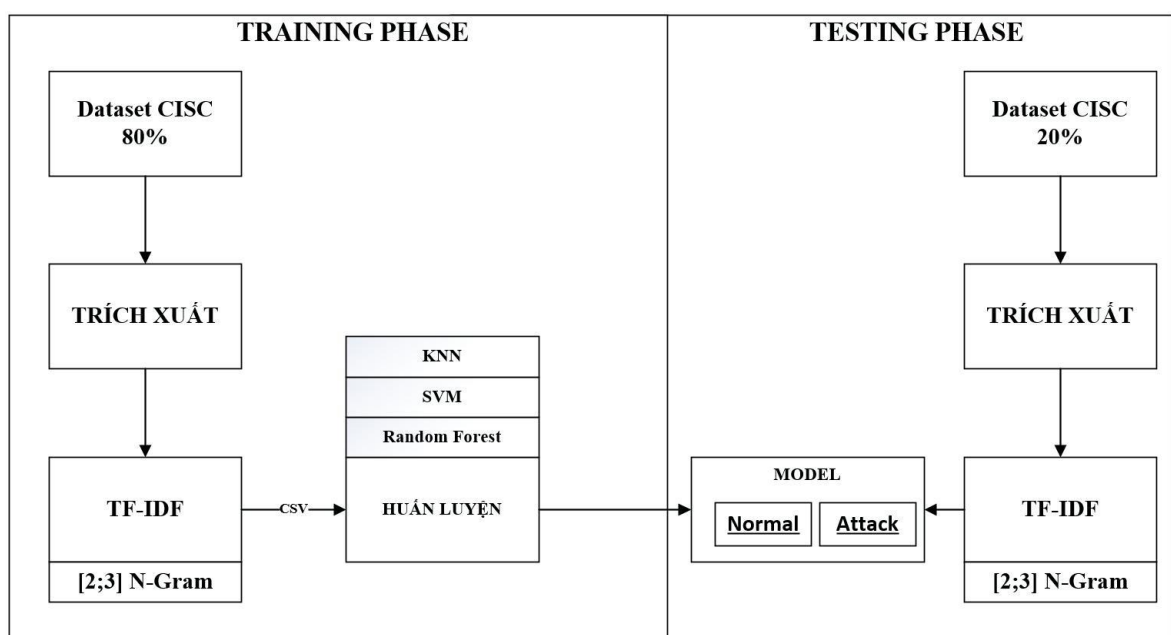 TRAINING PHASE
TESTING PHASE
Dataset CISC
80%
TRÍCH XUẤT
TF-IDF
[2;3] N-Gram
CSV
KNN
SVM
Random Forest
HUẤN LUYỆN
MODEL
Normal
Attack
Dataset CISC
20%
TRÍCH XUẤT
TF-IDF
[2;3] N-Gram